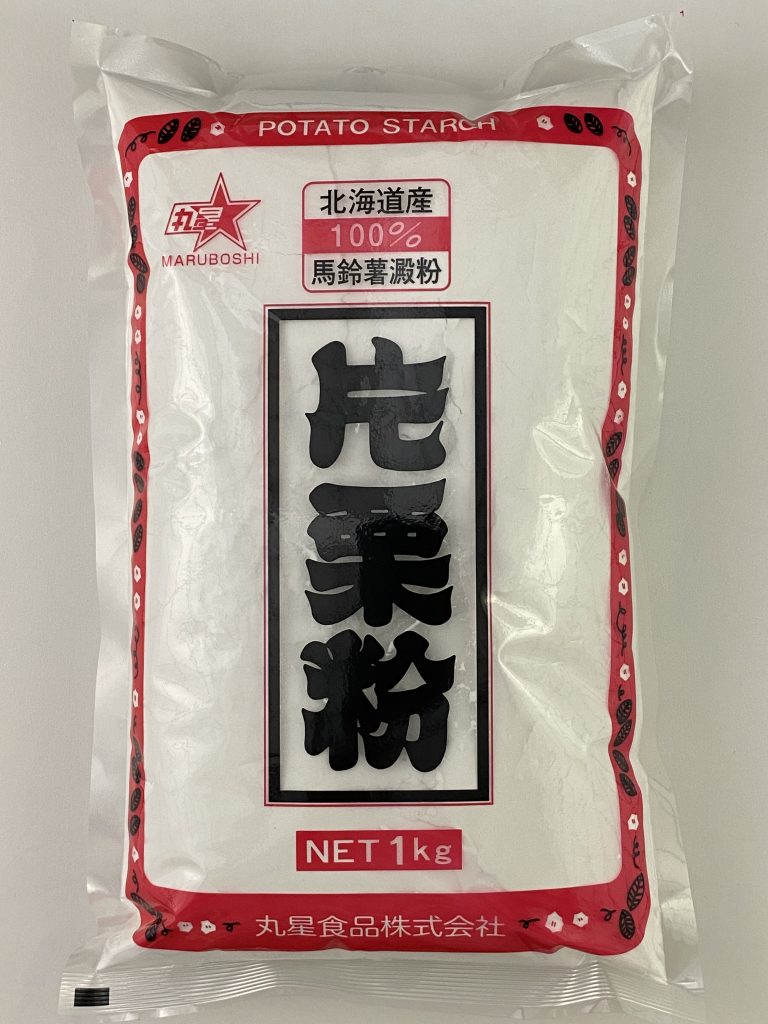 POTATO STARCH
丸星
MARUBOSHI
北海道産
100%
馬鈴薯澱粉
片栗粉
NET 1kg
丸星食品株式会社